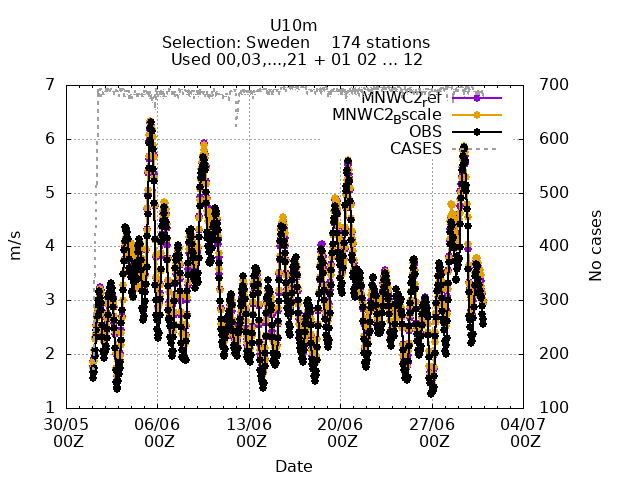 U10m
Selection: Sweden 174 stations
Used 00,03,...,21 + 01 02 ... 12
7 700
MNWC2ref
MNWC2Bscale
6 OBS 600
CASES
5 500
m/s 4 400 No cases
3 300
2 200
1 100
30/05 06/06 13/06 20/06 27/06 04/07
00Z 00Z 00Z 00Z 00Z 00Z
Date